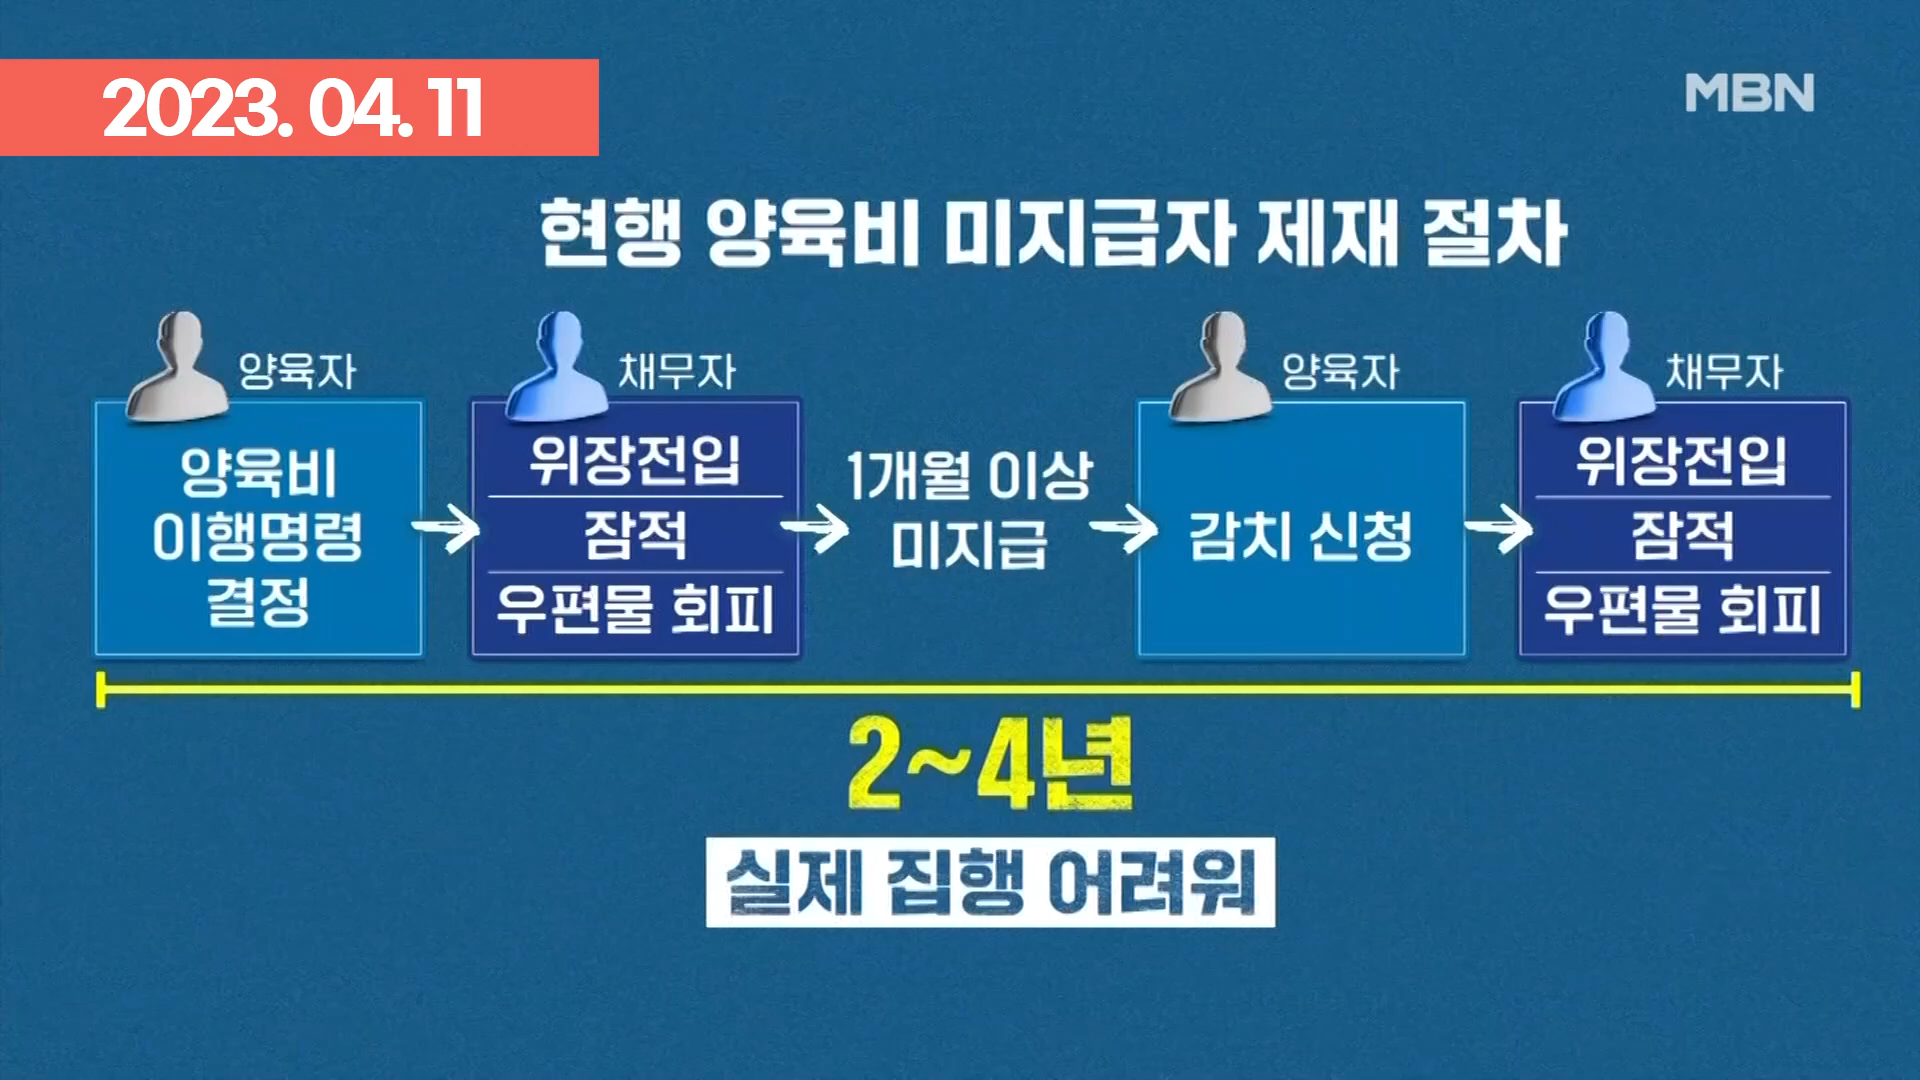 2023. 04. 11
MBN
현행 양육비 미지급자 제재 절차
양육자
양육비
이행명령
결정
채무자
위장전입
잠적
우편물 회피
1개월 이상
미지급
양육자
감치 신청
채무자
위장전입
잠적
우편물 회피
2~4년
실제 집행 어려워